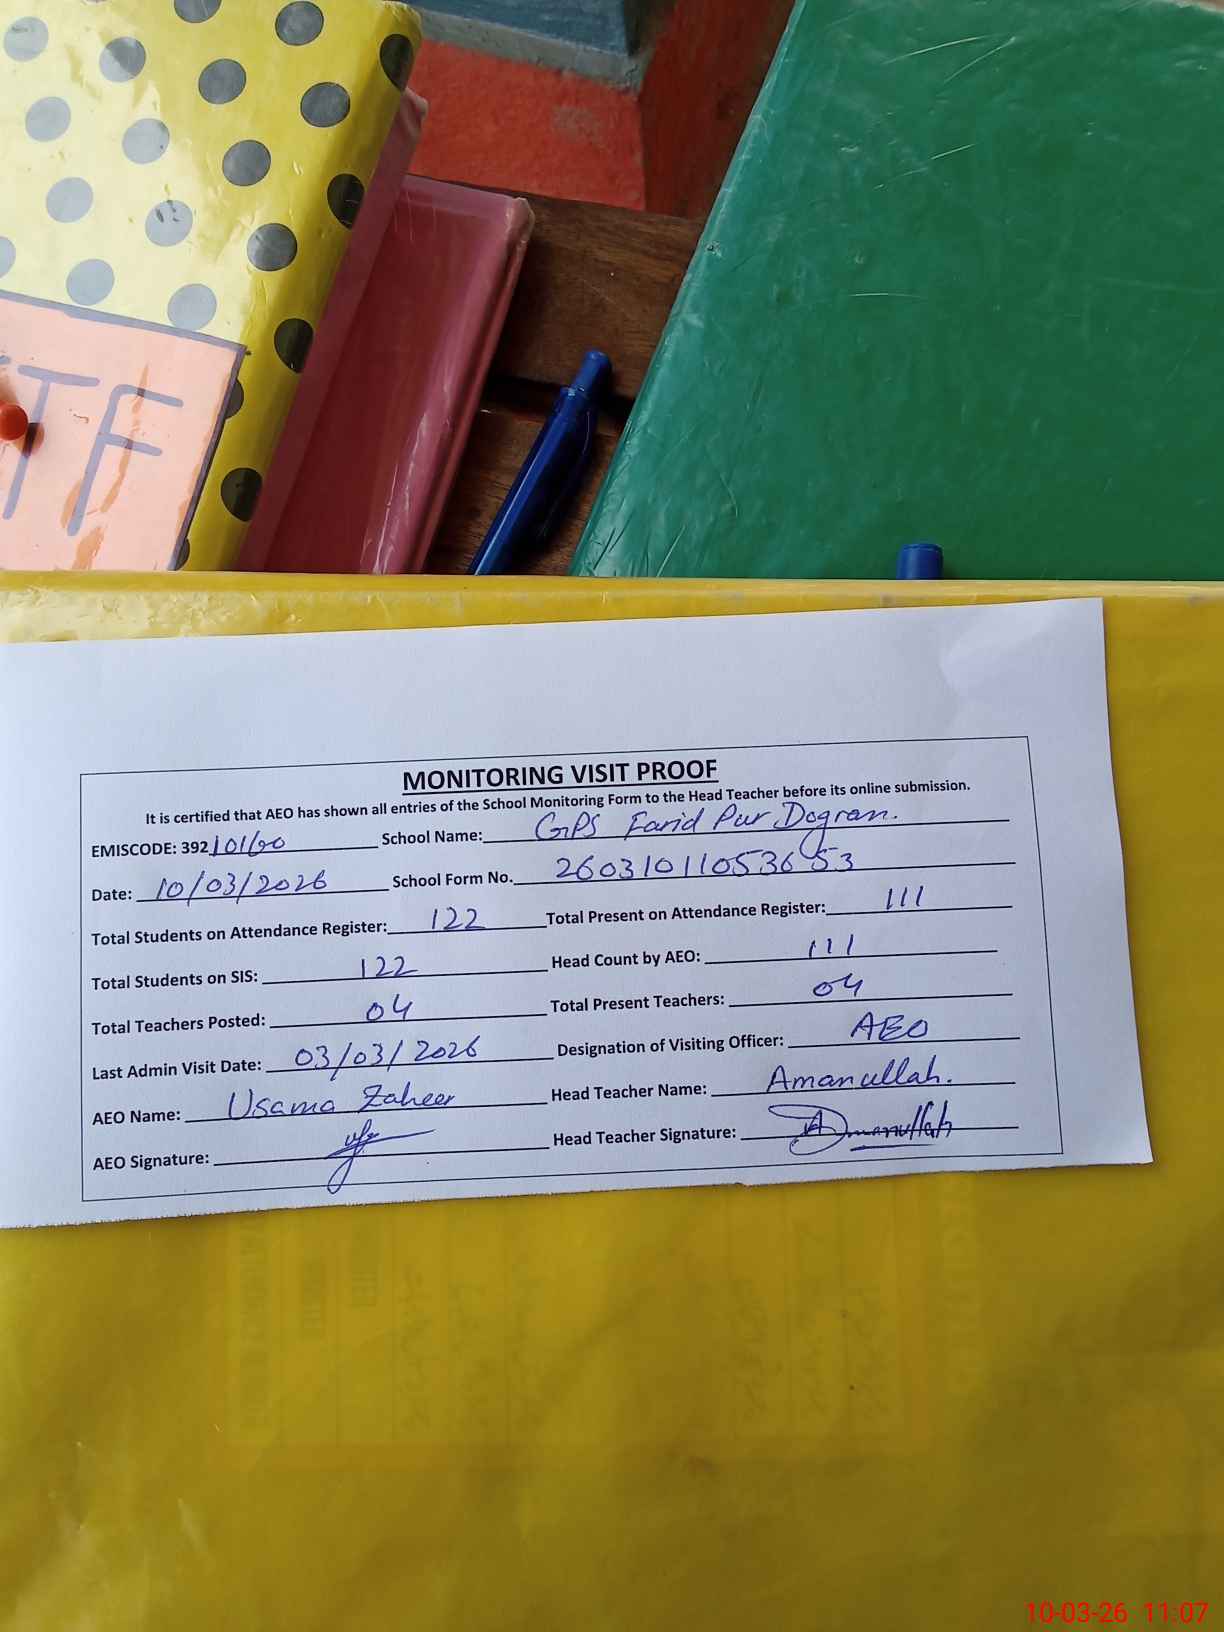 TF
MONITORING VISIT PROOF
It is certified that AEO has shown all entries of the School Monitoring Form to the Head Teacher before its online submission.
EMISCODE: 39210160 School Name: GPS Farid Pur Dogran.
Date: 10/03/2026 School Form No. 26031011053653
Total Students on Attendance Register: 122 Total Present on Attendance Register: 111
Total Students on SIS: 122 Head Count by AEO: 111
Total Teachers Posted: 04 Total Present Teachers: 04
Last Admin Visit Date: 03/03/2026 Designation of Visiting Officer: AEO
AEO Name: Usama Zaheer Head Teacher Name: Amanullah.
AEO Signature: Head Teacher Signature: Amanullah
10-03-26 11:07